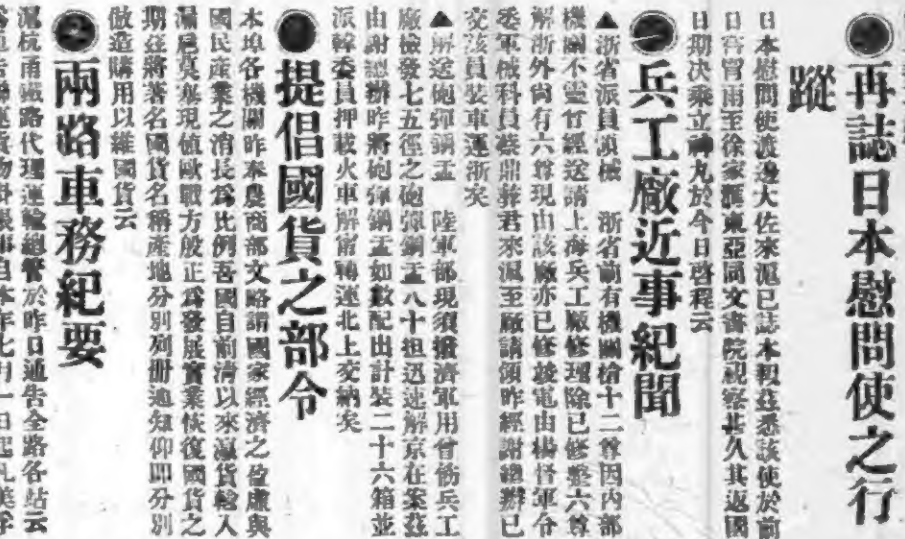 ●再誌日本慰問使之行
蹤
日本慰問使渡邊大佐來滬已誌本報茲悉該使於前
日曾冒雨至徐家匯東亞同文書院視察甚久其返國
日期決乘立神丸於今日啓程云
●兵工廠近事紀聞
▲浙省派員領械 浙省前有機關槍十二尊因內部
機關不靈曾經送請上海兵工廠修理除已修整六尊
解浙外尙有六尊現由該廠亦已修竣電由楊督軍令
委軍械科員蔡鼎彝君來滬至廠請領昨經謝總辦已
交該員裝車運浙矣
▲解送砲彈鋼盂 陸軍部現須撥濟軍用曾飭兵工
廠檢發七五徑之砲彈鋼盂八十担迅速解京在案茲
由謝總辦昨將砲彈鋼盂如數配出計裝二十六箱並
派韓委員押載火車解甯轉運北上交納矣
●提倡國貨之部令
本埠各機關昨奉農商部文略謂國家經濟之盈虛與
國民產業之消長爲比例吾國自前淸以來瀛貨輸入
漏巵莫塞現値歐戰方殷正爲發展實業恢復國貨之
期茲將著名國貨名稱產地分別列册通知仰即分別
倣造購用以維國貨云
●兩路車務紀要
滬杭甬鐵路代理運輸總管於昨日通告全路各站云